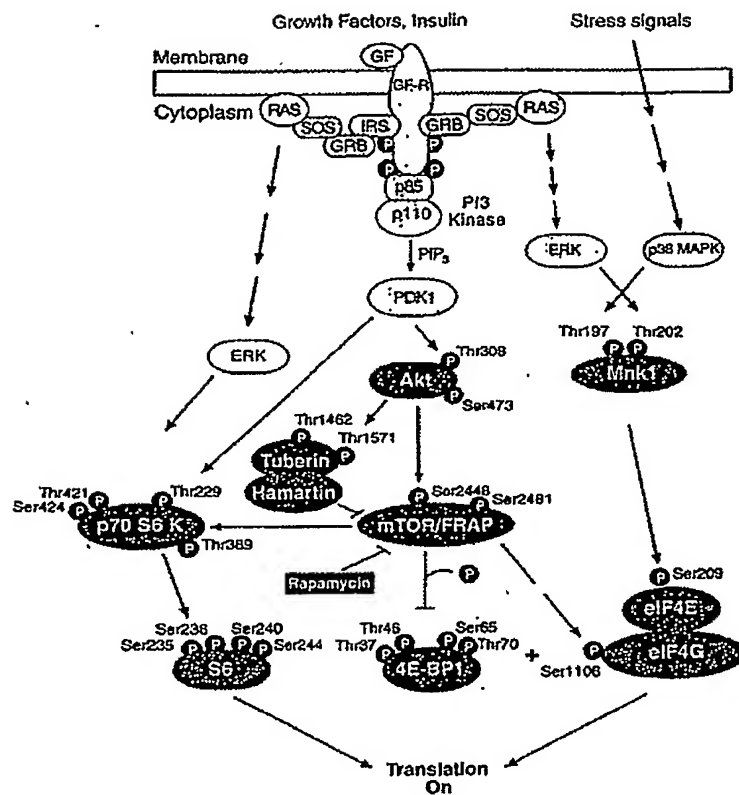 Growth Factors, Insulin
Stress signals
Membrane
GF
GF-R
Cytoplasm
RAS
SOS
IRS
GRB
SOS
RAS
GRB
P
P
P
P
p85
p110
PI3
Kinase
PIP3
ERK
p38 MAPK
PDK1
Thr197
Thr202
P
P
Mnk1
ERK
Thr308
P
Akt
P
Ser473
Thr1462
P
Thr1571
P
Tuberin
Hamartin
Thr421
Ser424
P
P
P
Thr229
p70 S6 K
P
Thr389
Ser2448
P
Ser2481
P
mTOR/FRAP
Rapamycin
P
P
Ser209
eIF4E
eIF4G
P
Ser1106
Ser236
Ser235
Ser240
Ser244
P
P
P
P
S6
Thr46
Thr37
Ser65
Thr70
P
P
P
P
4E-BP1
+
Translation
On